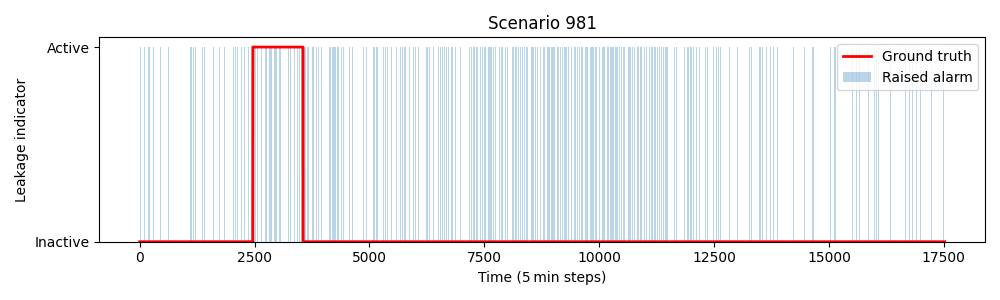 Scenario 981
Active
Inactive
Leakage indicator
Ground truth
Raised alarm
0 2500 5000 7500 10000 12500 15000 17500
Time (5 min steps)